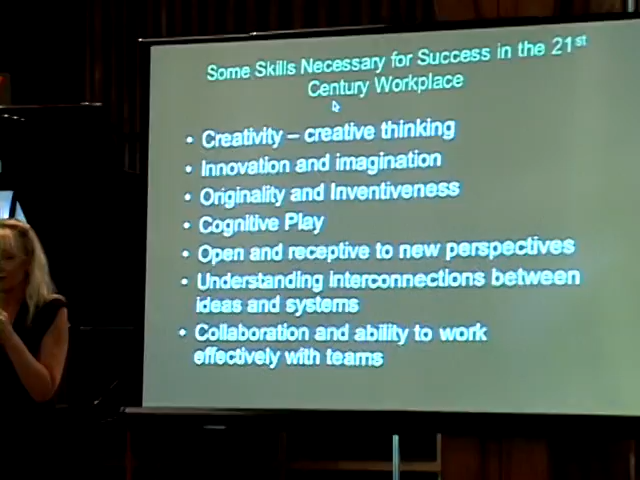 Some Skills Necessary for Success in the 21st
Century Workplace
• Creativity – creative thinking
• Innovation and imagination
• Originality and Inventiveness
• Cognitive Play
• Open and receptive to new perspectives
• Understanding interconnections between
ideas and systems
• Collaboration and ability to work
effectively with teams